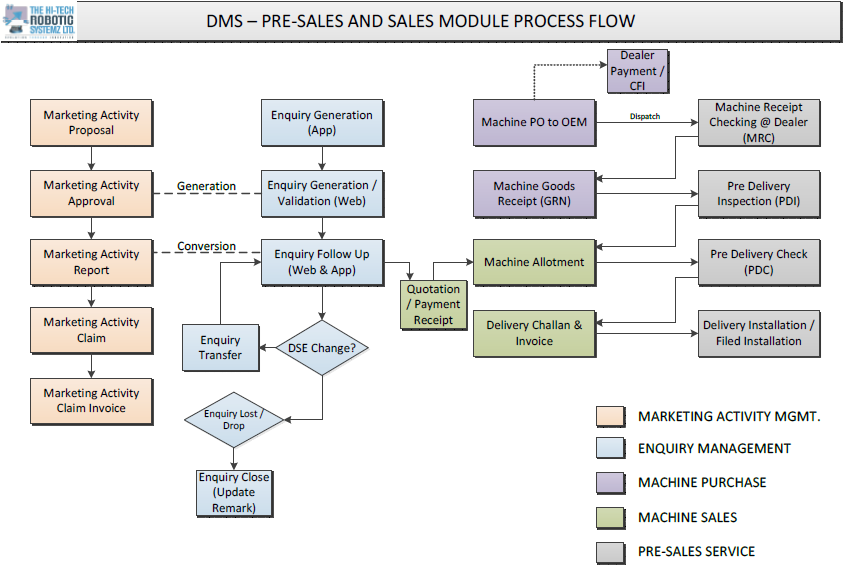 THE HI-TECH
ROBOTIC
SYSTEMZ LTD.
DMS – PRE-SALES AND SALES MODULE PROCESS FLOW
Marketing Activity
Proposal
Marketing Activity
Approval
Marketing Activity
Report
Marketing Activity
Claim
Marketing Activity
Claim Invoice
Generation
Conversion
Enquiry Generation
(App)
Enquiry Generation /
Validation (Web)
Enquiry Follow Up
(Web & App)
Enquiry
Transfer
DSE Change?
Enquiry Lost /
Drop
Enquiry Close
(Update
Remark)
Quotation
/ Payment
Receipt
Dealer
Payment /
CFI
Machine PO to OEM
Dispatch
Machine Receipt
Checking @ Dealer
(MRC)
Machine Goods
Receipt (GRN)
Pre Delivery
Inspection (PDI)
Machine Allotment
Pre Delivery Check
(PDC)
Delivery Challan &
Invoice
Delivery Installation /
Filed Installation
MARKETING ACTIVITY MGMT.
ENQUIRY MANAGEMENT
MACHINE PURCHASE
MACHINE SALES
PRE-SALES SERVICE